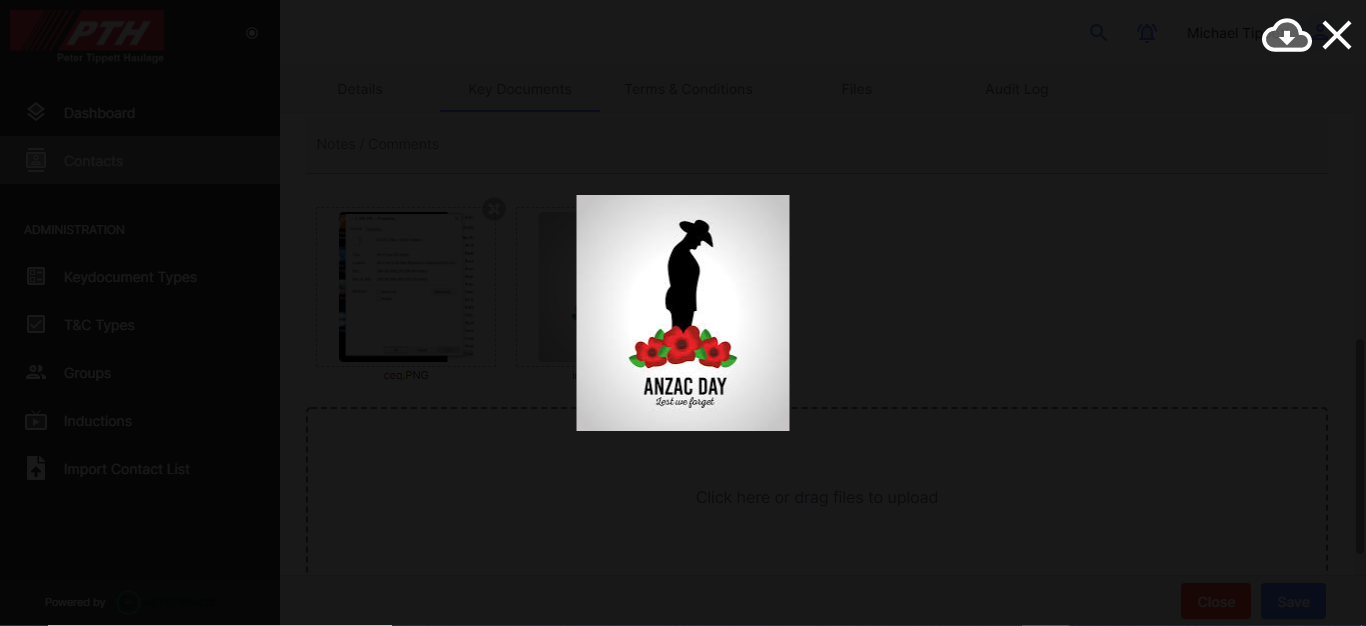 PTH
Peter Tippett Haulage
Michael Tip
Dashboard
Contacts
ADMINISTRATION
Keydocument Types
T&C Types
Groups
Inductions
Import Contact List
Powered by
Details
Key Documents
Terms & Conditions
Files
Audit Log
Notes / Comments
ceq.PNG
ANZAC DAY
Lest we forget
Click here or drag files to upload
Close
Save